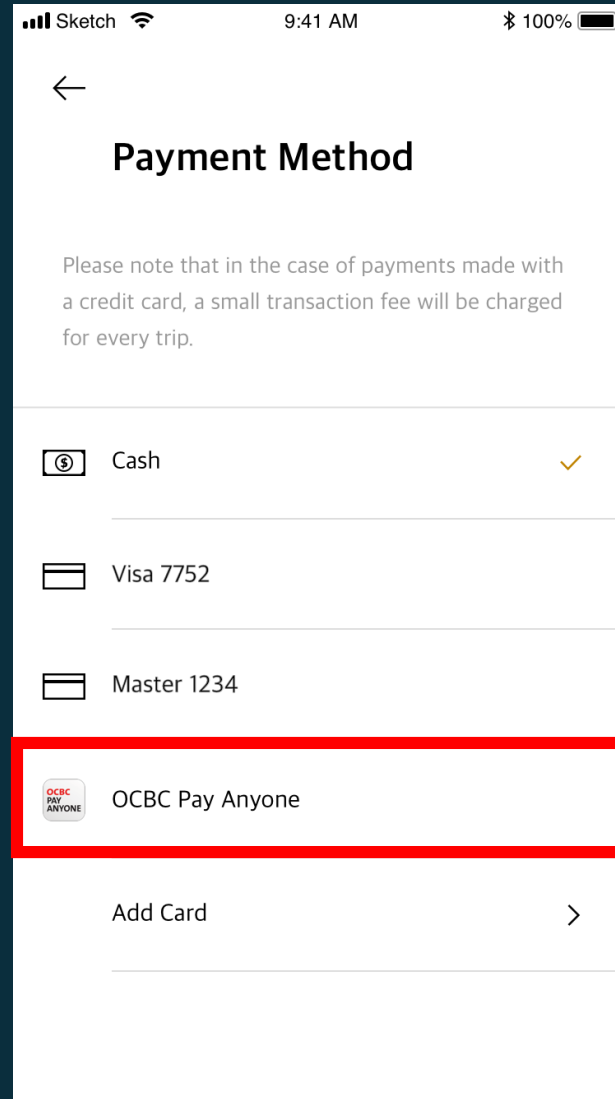 Sketch 9:41 AM 100%
Payment Method
Please note that in the case of payments made with
a credit card, a small transaction fee will be charged
for every trip.
$ Cash
Visa 7752
Master 1234
OCBC
PAY
ANYONE
OCBC Pay Anyone
Add Card